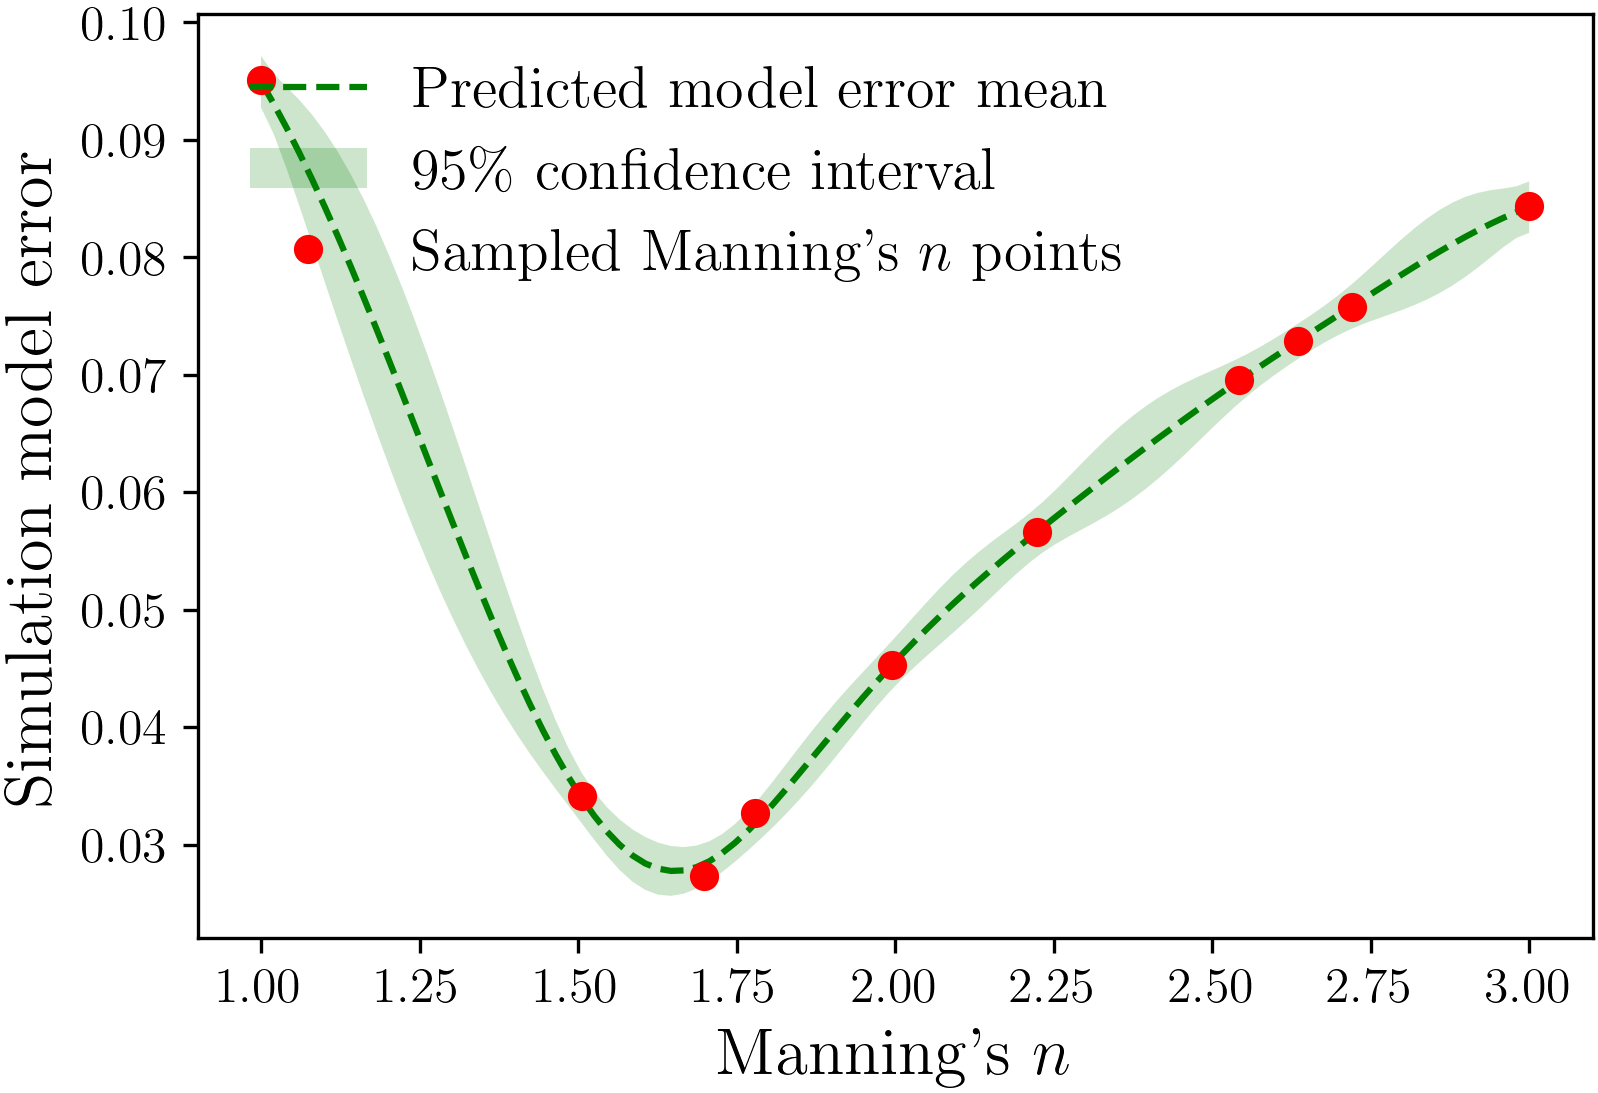 0.10
0.09
0.08
0.07
0.06
0.05
0.04
0.03
Simulation model error
Predicted model error mean
95% confidence interval
Sampled Manning's n points
1.00 1.25 1.50 1.75 2.00 2.25 2.50 2.75 3.00
Manning's n